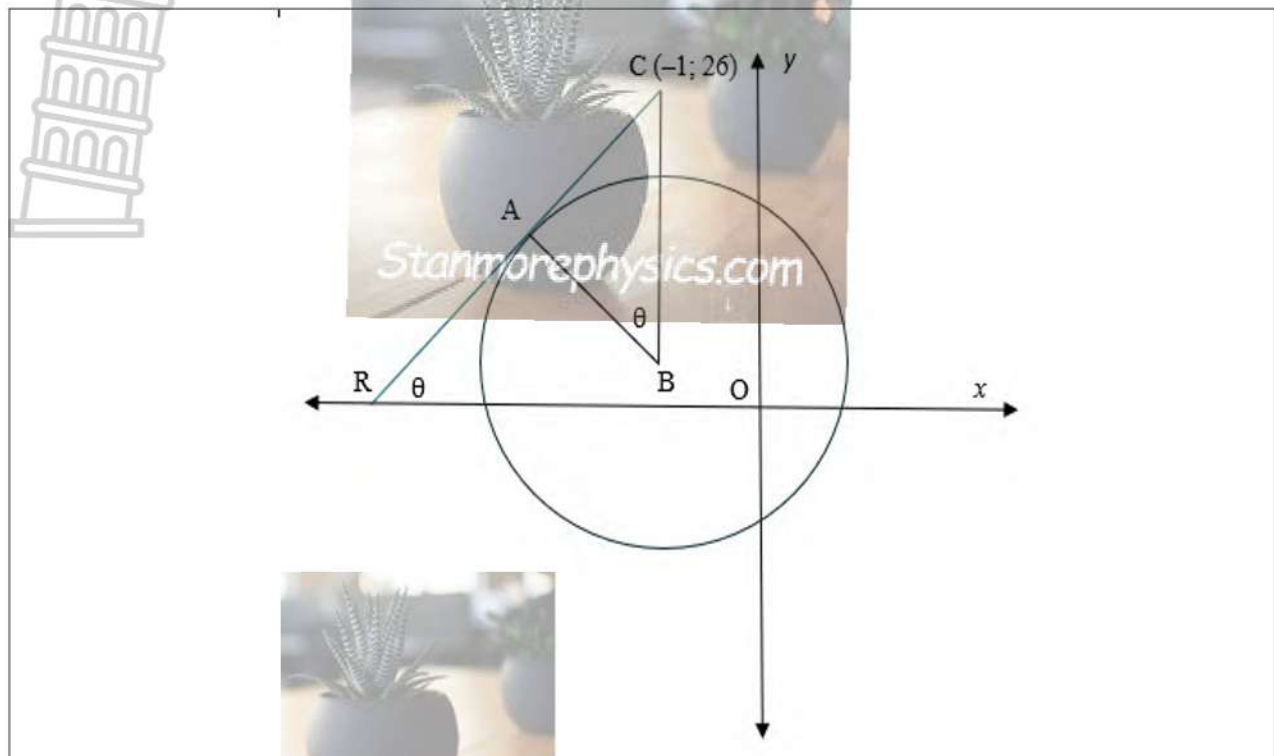 C (–1; 26)
y
A
Stanmorephysics.com
θ
R
θ
B
O
x